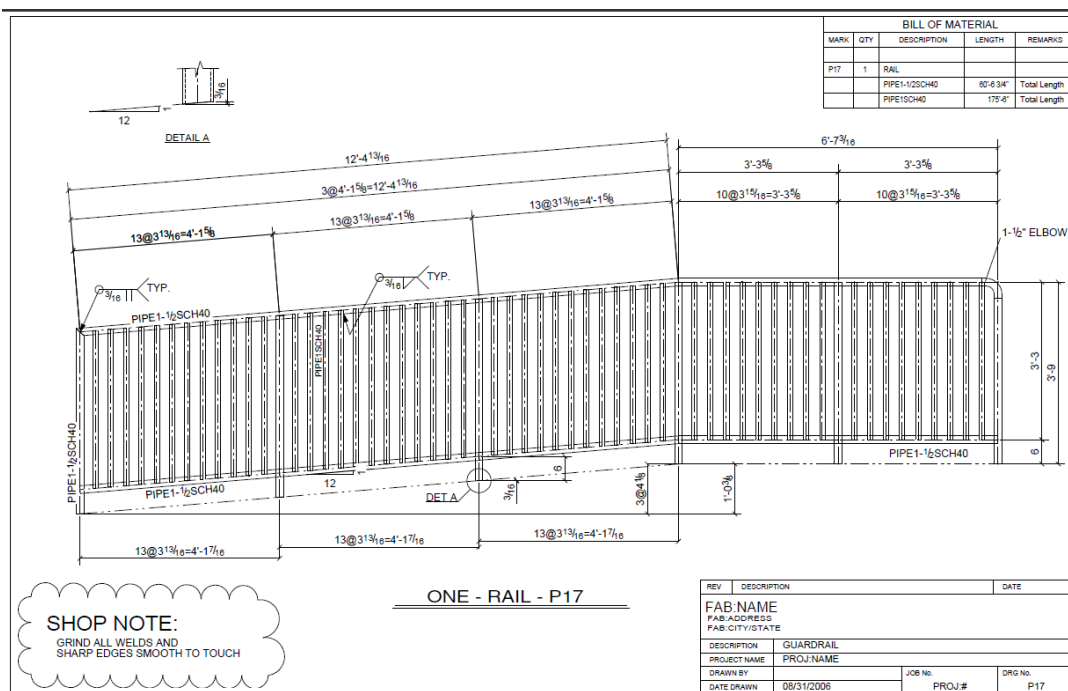 BILL OF MATERIAL
MARK QTY DESCRIPTION LENGTH REMARKS
P17 1 RAIL
PIPE1-1/2SCH40 60'-6 3/4" Total Length
PIPE1SCH40 175'-6" Total Length
3/16
1
12
DETAIL A
12'-4 13/16
3@4'-1 5/8=12'-4 13/16
13@3 13/16=4'-1 5/8
13@3 13/16=4'-1 5/8
13@3 13/16=4'-1 5/8
6'-7 3/16
3'-3 5/8
3'-3 5/8
10@3 15/16=3'-3 5/8
10@3 15/16=3'-3 5/8
1-1/2" ELBOW
3/16
TYP.
3/16
TYP.
PIPE1-1/2SCH40
PIPE1SCH40
PIPE1-1/2SCH40
PIPE1-1/2SCH40
PIPE1-1/2SCH40
3'-3
3'-9
6
12
1
DET A
6
3/16
3@4 1/8
1'-0 3/8
13@3 13/16=4'-1 7/16
13@3 13/16=4'-1 7/16
13@3 13/16=4'-1 7/16
ONE - RAIL - P17
SHOP NOTE:
GRIND ALL WELDS AND
SHARP EDGES SMOOTH TO TOUCH
REV DESCRIPTION DATE
FAB:NAME
FAB:ADDRESS
FAB:CITY/STATE
DESCRIPTION GUARDRAIL
PROJECT NAME PROJ:NAME
DRAWN BY JOB No. DRG No.
DATE DRAWN 08/31/2006 PROJ:# P17